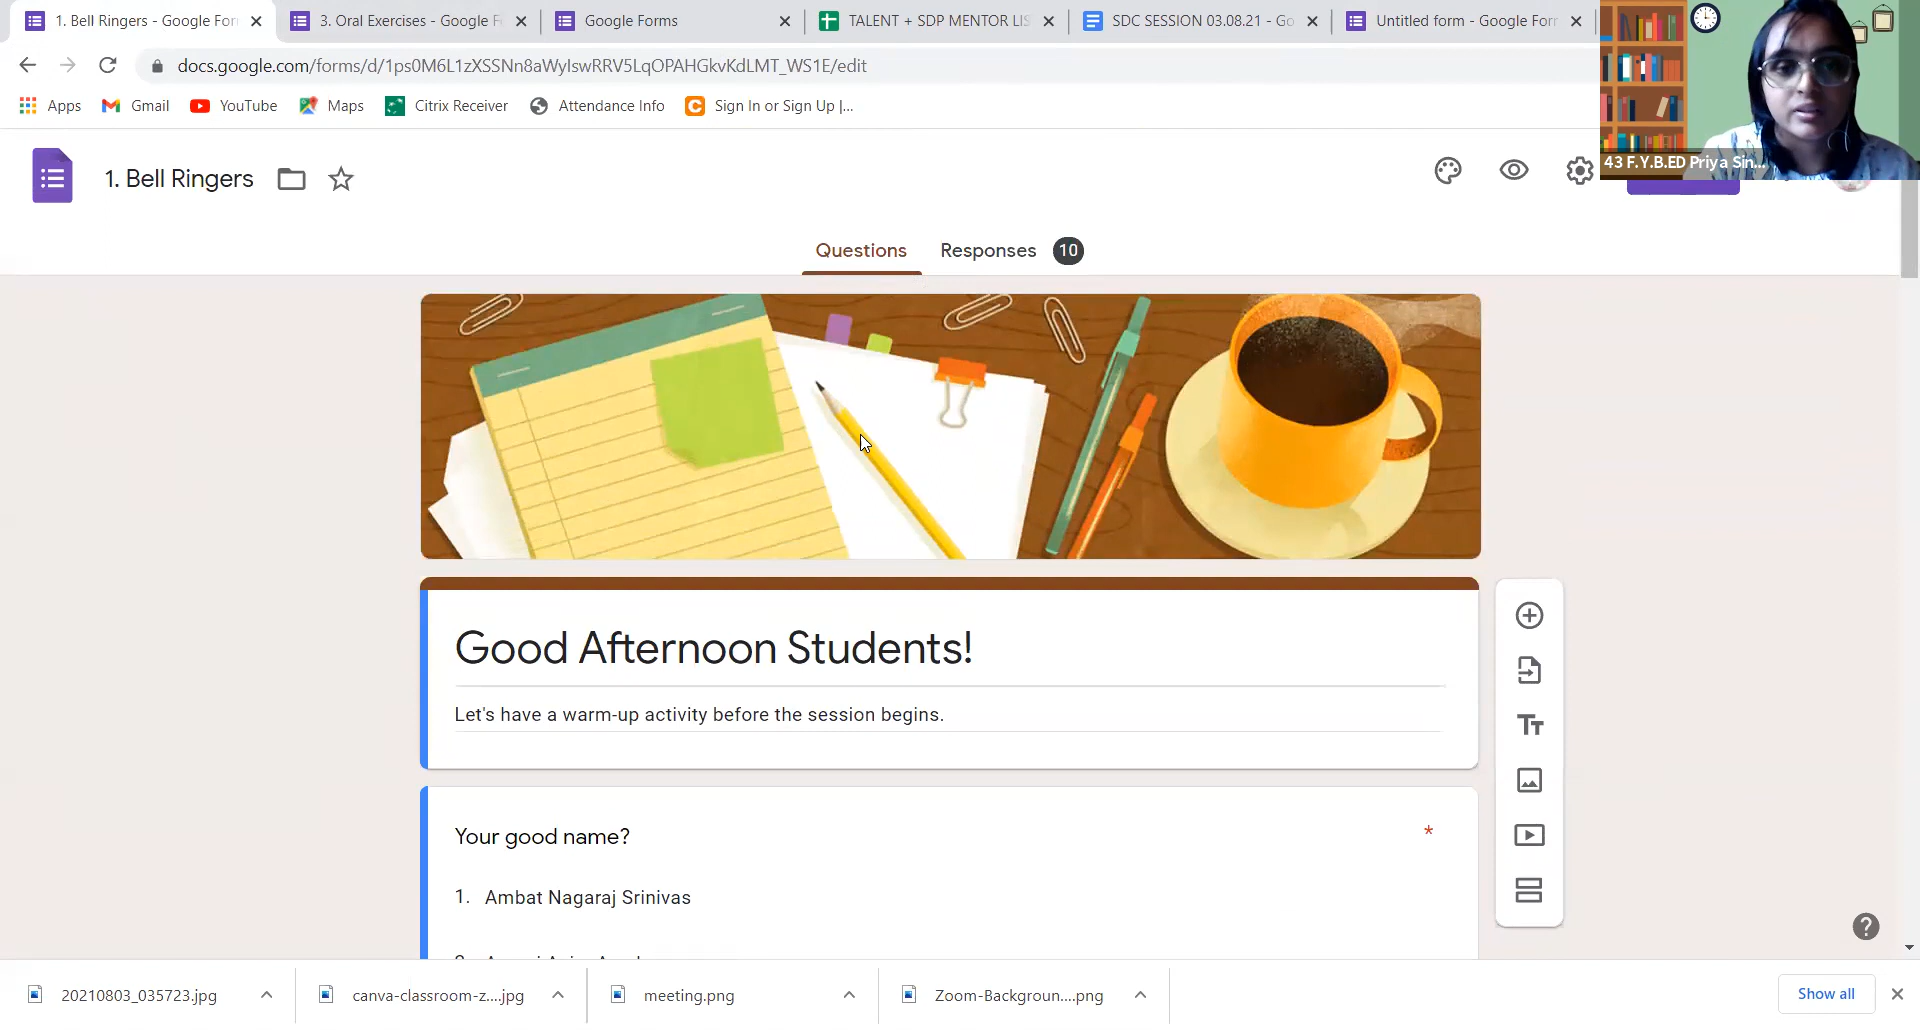 1. Bell Ringers - Google For
3. Oral Exercises - Google F
Google Forms
TALENT + SDP MENTOR LIS
SDC SESSION 03.08.21 - Go
Untitled form - Google For
docs.google.com/forms/d/1ps0M6L1zXSSNn8aWyIswRRV5LqOPAHGkvKdLMT_WS1E/edit
Apps
Gmail
YouTube
Maps
Citrix Receiver
Attendance Info
Sign In or Sign Up |...
43 F.Y.B.ED Priya Sin...
1. Bell Ringers
Questions
Responses
10
Good Afternoon Students!
Let's have a warm-up activity before the session begins.
Your good name? *
1. Ambat Nagaraj Srinivas
20210803_035723.jpg
canva-classroom-z....jpg
meeting.png
Zoom-Backgroun....png
Show all